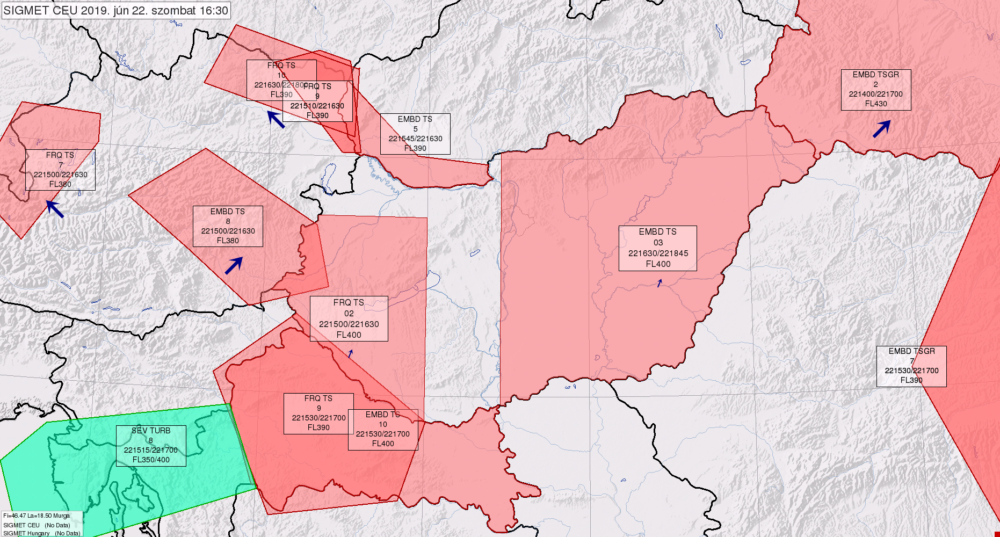 SIGMET CEU 2019. jún 22. szombat 16:30
FRQ TS
10
221630/221800
FL390
FRQ TS
9
221510/221630
FL390
EMBD TS
5
221545/221630
FL390
EMBD TSGR
2
221400/221700
FL430
FRQ TS
7
221500/221630
FL380
EMBD TS
8
221500/221630
FL380
EMBD TS
03
221630/221845
FL400
FRQ TS
02
221500/221630
FL400
EMBD TSGR
7
221530/221700
FL390
FRQ TS
9
221530/221700
FL390
EMBD TS
10
221530/221700
FL400
SEV TURB
8
221515/221700
FL350/400
Fi=46.47 La=18.50 Murga
SIGMET CEU (No Data)
SIGMET Hungary (No Data)